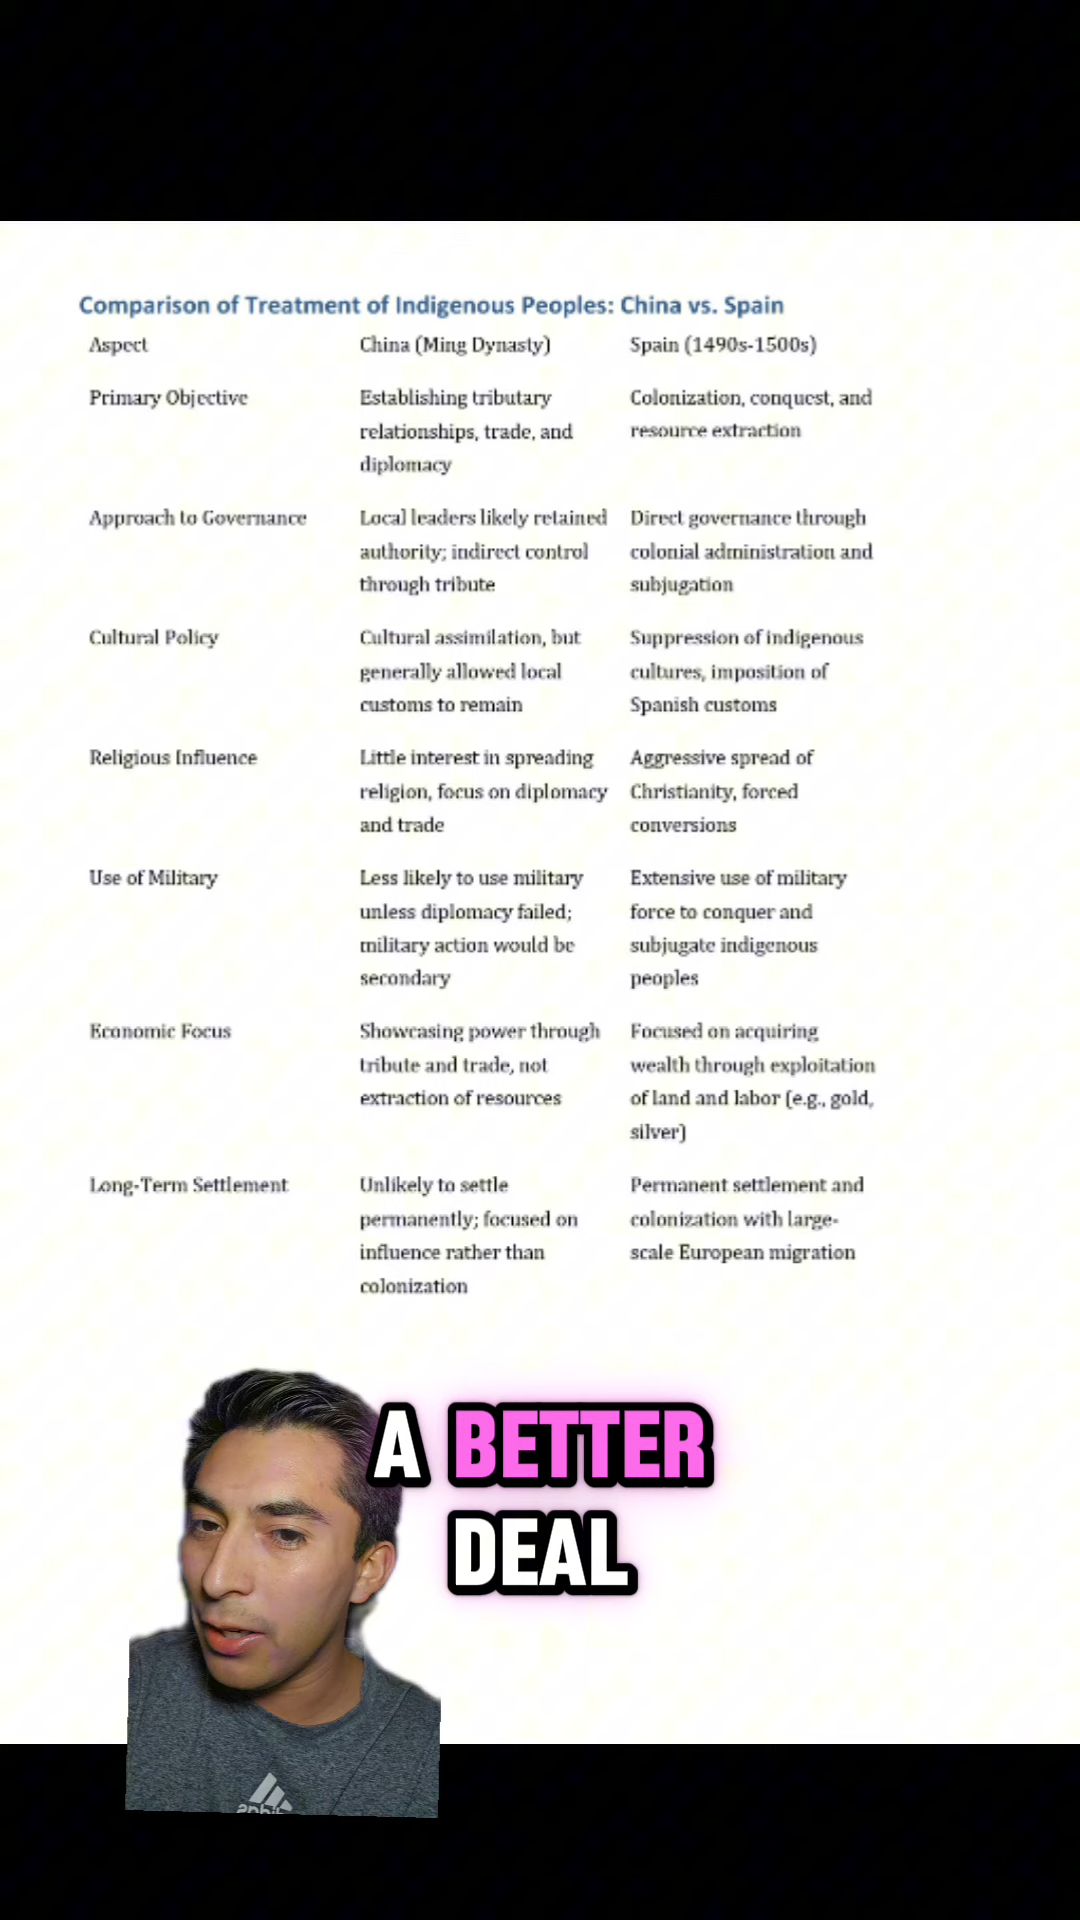 Comparison of Treatment of Indigenous Peoples: China vs. Spain
Aspect
China (Ming Dynasty)
Spain (1490s-1500s)
Primary Objective
Establishing tributary
relationships, trade, and
diplomacy
Colonization, conquest, and
resource extraction
Approach to Governance
Local leaders likely retained
authority; indirect control
through tribute
Direct governance through
colonial administration and
subjugation
Cultural Policy
Cultural assimilation, but
generally allowed local
customs to remain
Suppression of indigenous
cultures, imposition of
Spanish customs
Religious Influence
Little interest in spreading
religion, focus on diplomacy
and trade
Aggressive spread of
Christianity, forced
conversions
Use of Military
Less likely to use military
unless diplomacy failed;
military action would be
secondary
Extensive use of military
force to conquer and
subjugate indigenous
peoples
Economic Focus
Showcasing power through
tribute and trade, not
extraction of resources
Focused on acquiring
wealth through exploitation
of land and labor (e.g., gold,
silver)
Long-Term Settlement
Unlikely to settle
permanently; focused on
influence rather than
colonization
Permanent settlement and
colonization with large-
scale European migration
A BETTER
DEAL